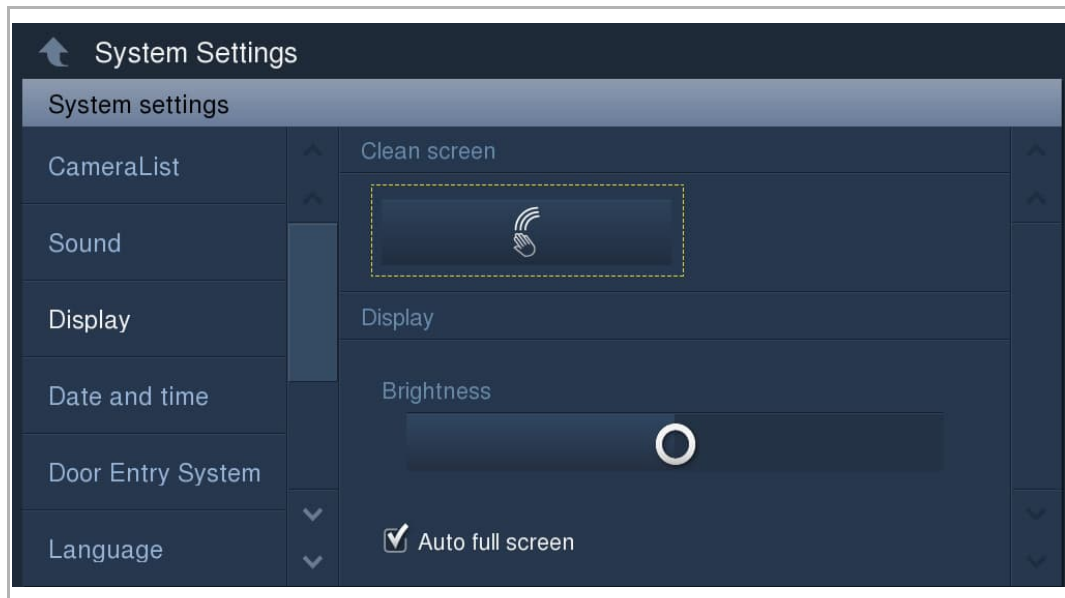 System Settings
System settings
CameraList
Sound
Display
Date and time
Door Entry System
Language
Clean screen
Display
Brightness
Auto full screen